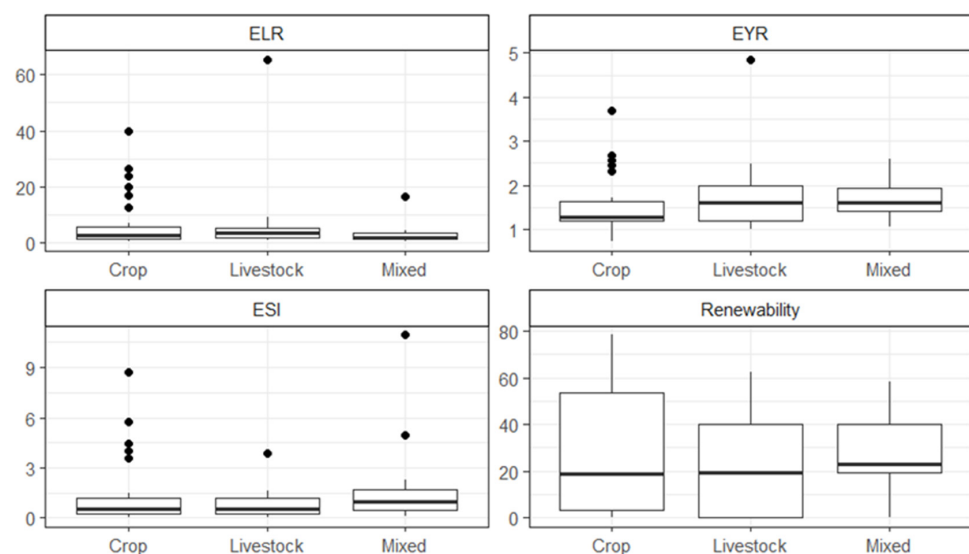 ELR
60
40
20
0
Crop Livestock Mixed
EYR
5
4
3
2
1
Crop Livestock Mixed
ESI
9
6
3
0
Crop Livestock Mixed
Renewability
80
60
40
20
0
Crop Livestock Mixed